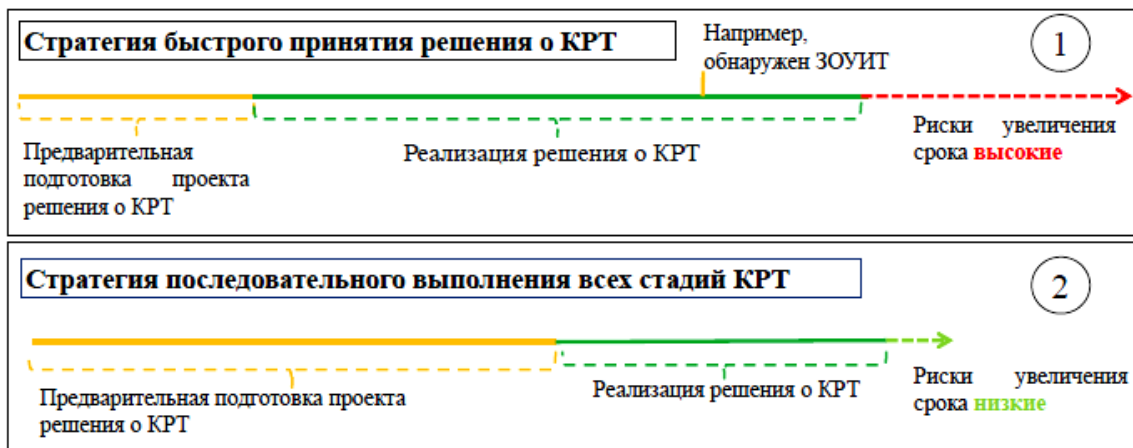 Стратегия быстрого принятия решения о КРТ
Например,
обнаружен ЗОУИТ
1
Предварительная
подготовка проекта
решения о КРТ
Реализация решения о КРТ
Риски увеличения
срока высокие
Стратегия последовательного выполнения всех стадий КРТ
2
Предварительная подготовка проекта
решения о КРТ
Реализация решения о КРТ
Риски увеличения
срока низкие